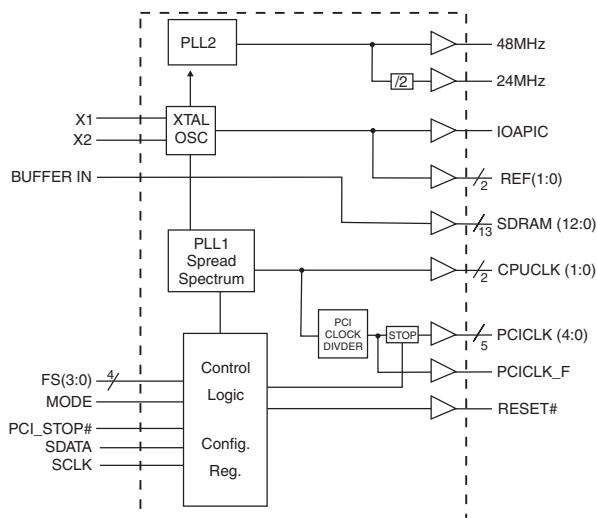 PLL2
48MHz
/2
24MHz
X1
X2
XTAL
OSC
IOAPIC
BUFFER IN
2
REF(1:0)
13
SDRAM (12:0)
PLL1
Spread
Spectrum
2
CPUCLK (1:0)
PCI
CLOCK
DIVDER
STOP
5
PCICLK (4:0)
PCICLK_F
Control
Logic
Config.
Reg.
FS(3:0)
4
MODE
RESET#
PCI_STOP#
SDATA
SCLK